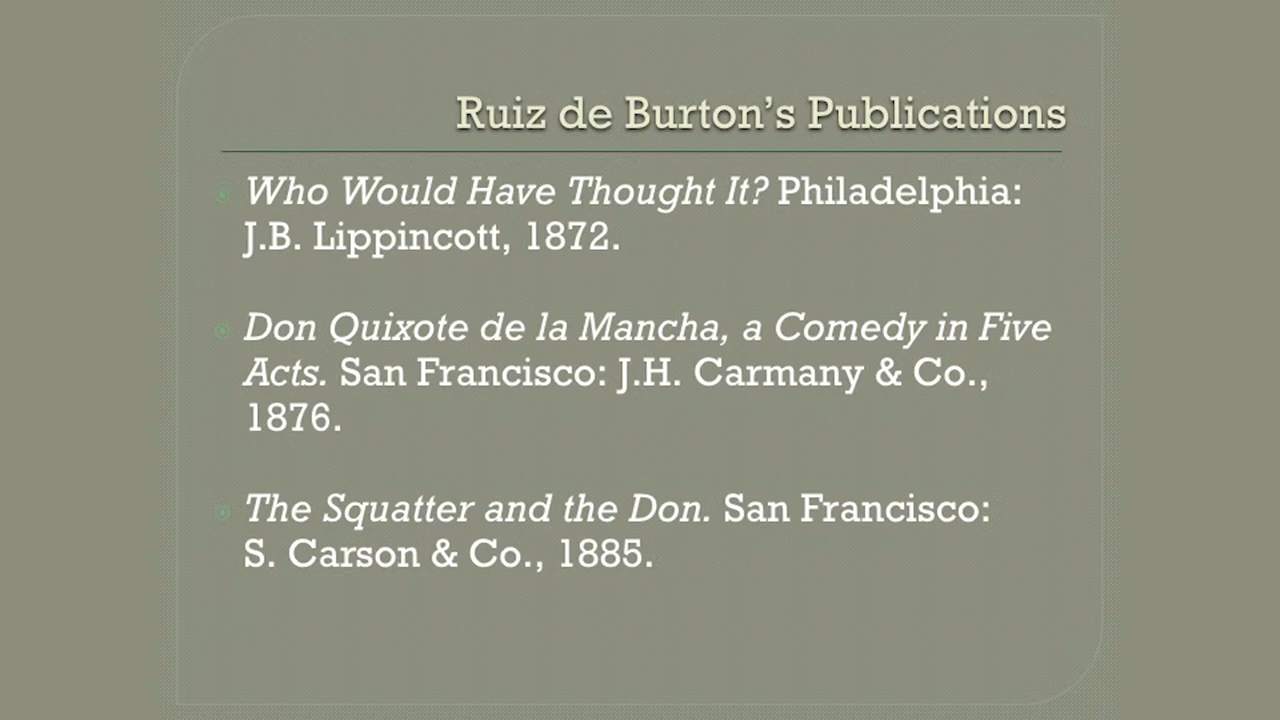 Ruiz de Burton’s Publications
Who Would Have Thought It? Philadelphia:
J.B. Lippincott, 1872.
Don Quixote de la Mancha, a Comedy in Five
Acts. San Francisco: J.H. Carmany & Co.,
1876.
The Squatter and the Don. San Francisco:
S. Carson & Co., 1885.